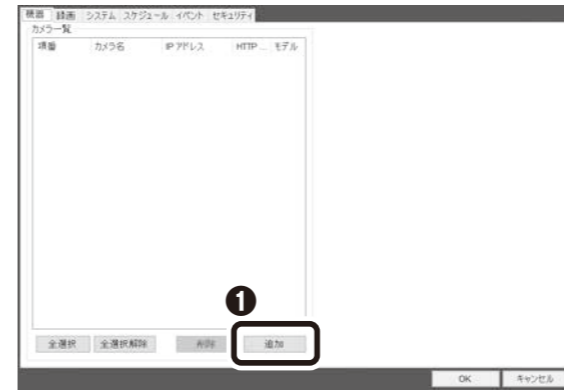 機器 録画 システム スケジュール イベント セキュリティ
カメラ一覧
項番 カメラ名 IP アドレス HTTP ... モデル
❶
全選択 全選択解除 削除 追加
OK キャンセル